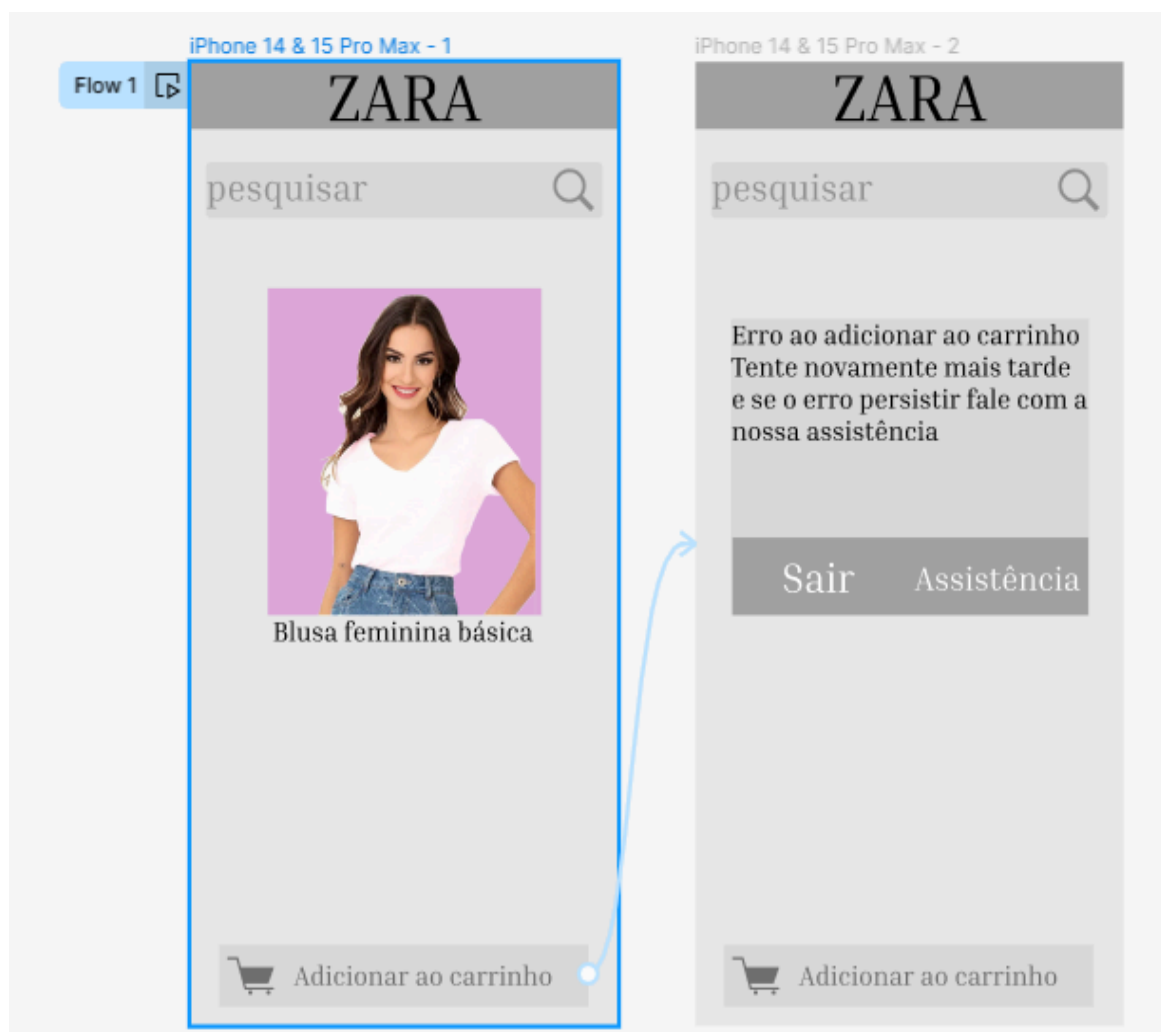 iPhone 14 & 15 Pro Max - 1
Flow 1
ZARA
pesquisar
Blusa feminina básica
Adicionar ao carrinho
iPhone 14 & 15 Pro Max - 2
ZARA
pesquisar
Erro ao adicionar ao carrinho
Tente novamente mais tarde
e se o erro persistir fale com a
nossa assistência
Sair Assistência
Adicionar ao carrinho